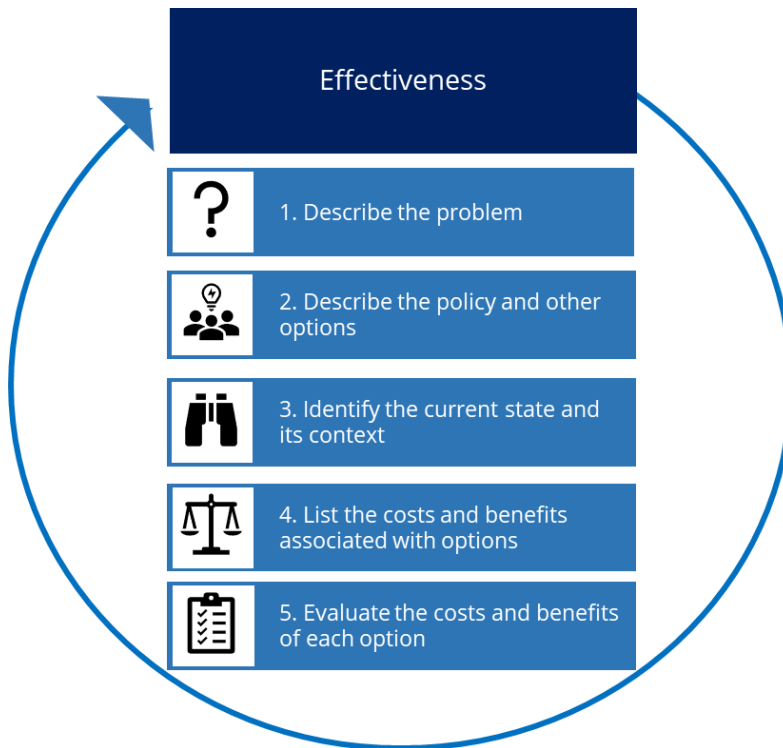 Effectiveness
1. Describe the problem
2. Describe the policy and other
options
3. Identify the current state and
its context
4. List the costs and benefits
associated with options
5. Evaluate the costs and benefits
of each option